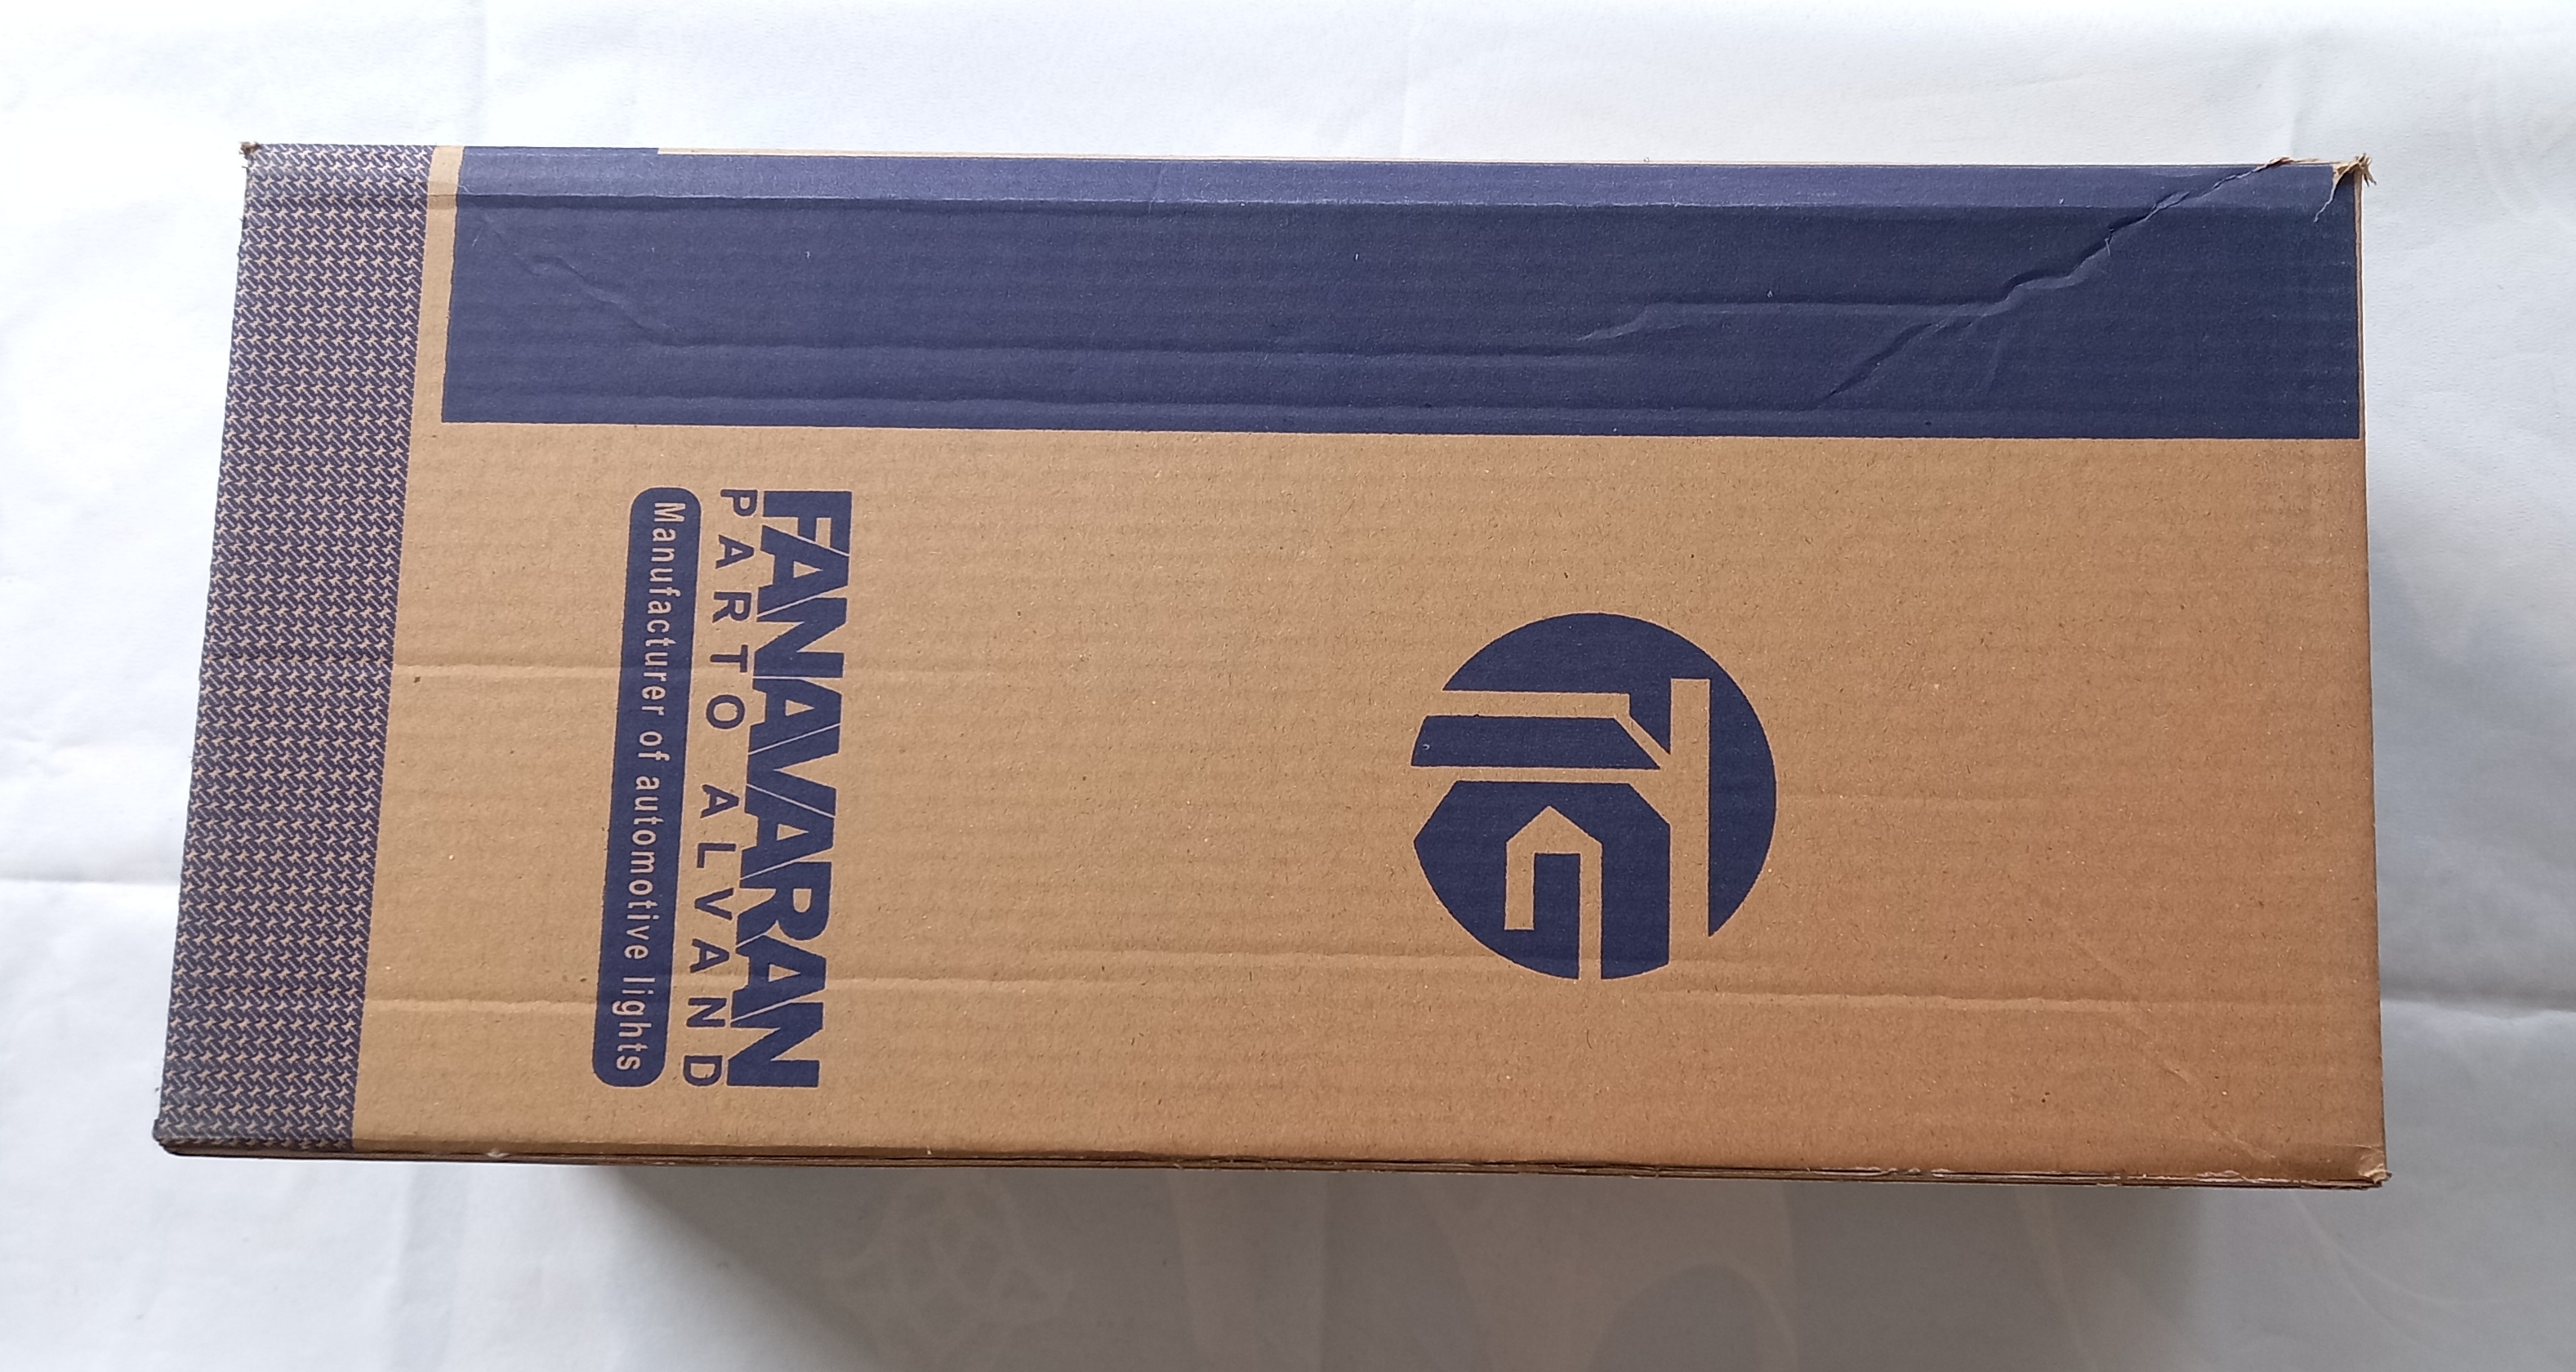 FANAVARAN
PARTO ALVAND
Manufacturer of automotive lights